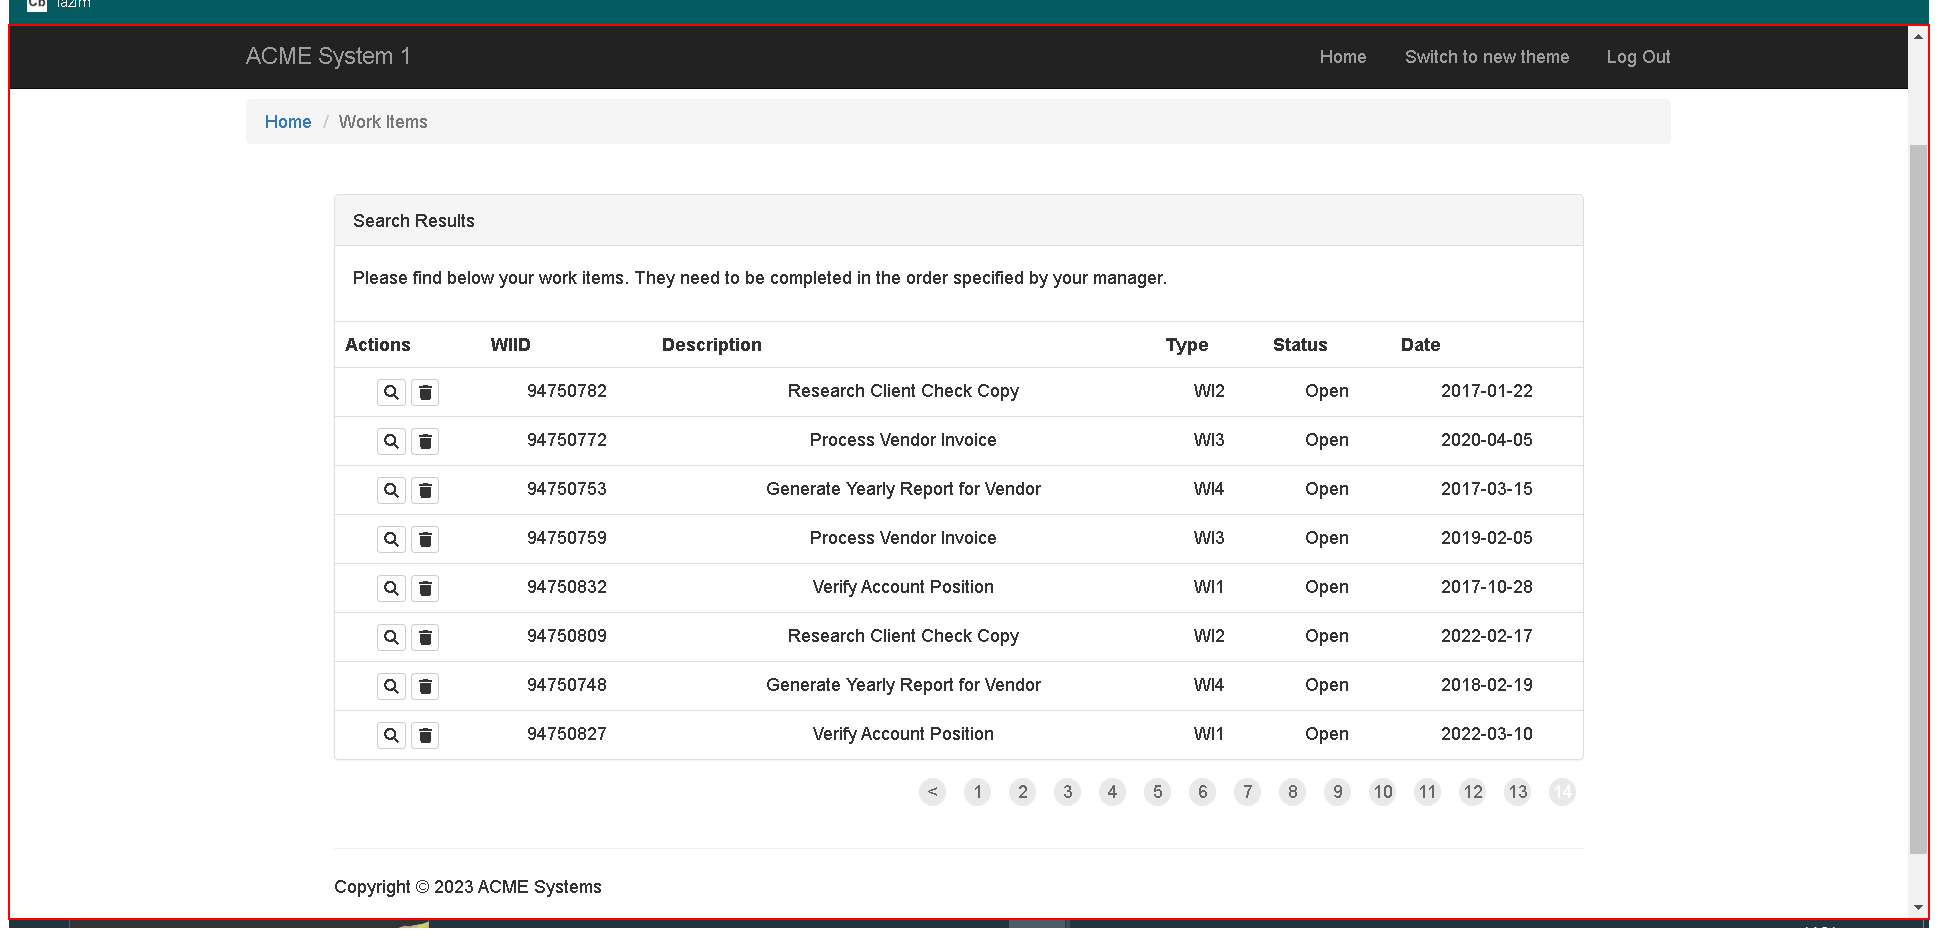 Cb Tazim
ACME System 1 Home Switch to new theme Log Out
Home / Work Items
Search Results
Please find below your work items. They need to be completed in the order specified by your manager.
Actions WIID Description Type Status Date
94750782 Research Client Check Copy WI2 Open 2017-01-22
94750772 Process Vendor Invoice WI3 Open 2020-04-05
94750753 Generate Yearly Report for Vendor WI4 Open 2017-03-15
94750759 Process Vendor Invoice WI3 Open 2019-02-05
94750832 Verify Account Position WI1 Open 2017-10-28
94750809 Research Client Check Copy WI2 Open 2022-02-17
94750748 Generate Yearly Report for Vendor WI4 Open 2018-02-19
94750827 Verify Account Position WI1 Open 2022-03-10
< 1 2 3 4 5 6 7 8 9 10 11 12 13 14
Copyright © 2023 ACME Systems